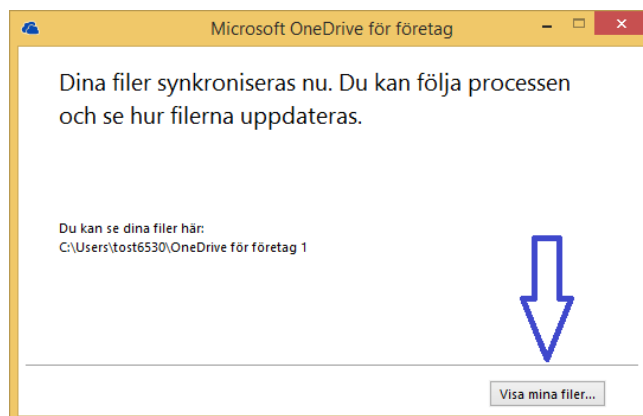 Microsoft OneDrive för företag
Dina filer synkroniseras nu. Du kan följa processen
och se hur filerna uppdateras.
Du kan se dina filer här:
C:\Users\tost6530\OneDrive för företag 1
Visa mina filer...